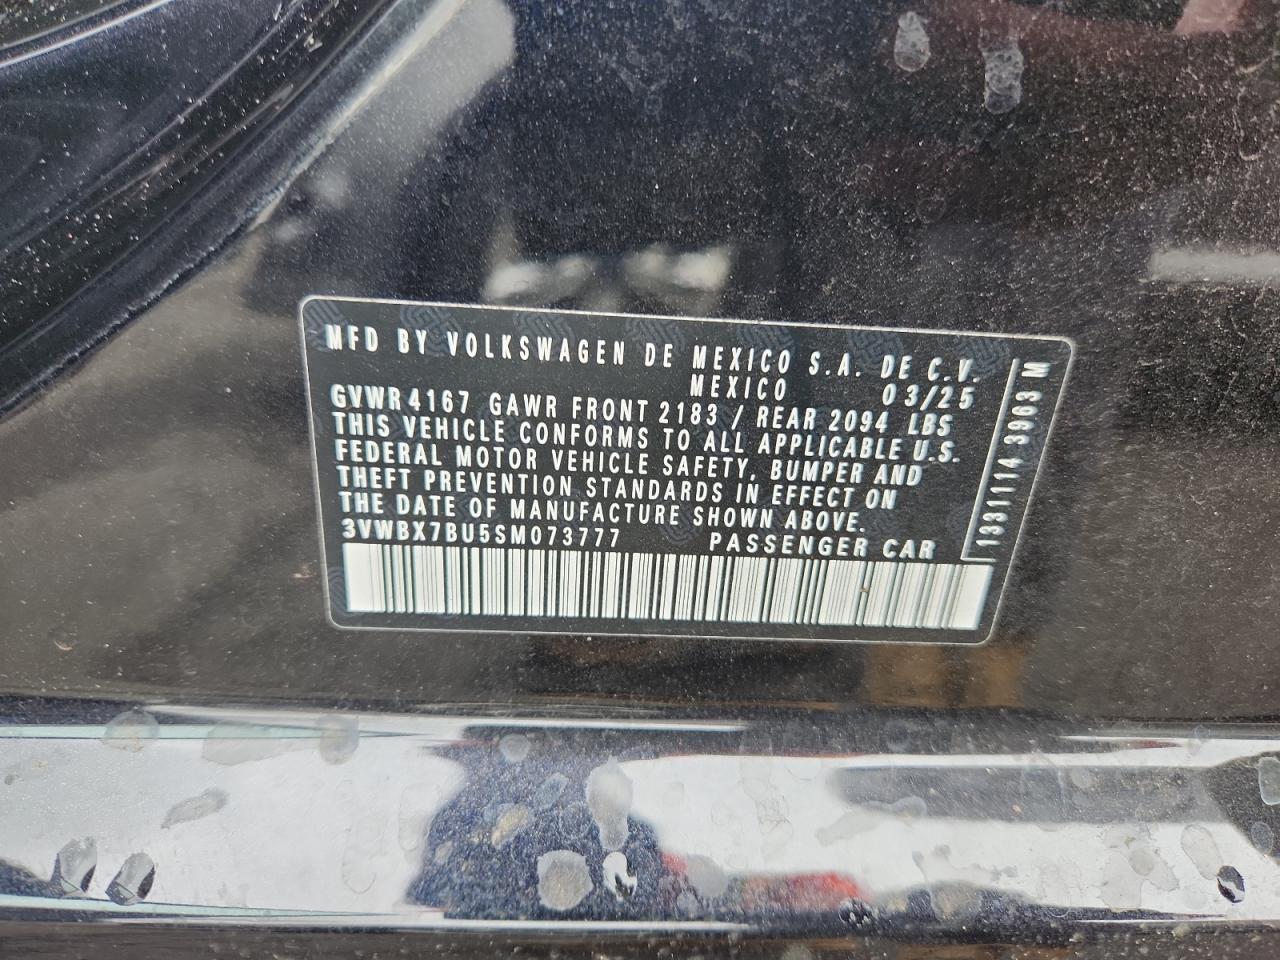 MFD BY VOLKSWAGEN DE MEXICO S.A. DE C.V.
MEXICO 03/25
GVWR 4167 GAWR FRONT 2183 / REAR 2094 LBS
THIS VEHICLE CONFORMS TO ALL APPLICABLE U.S.
FEDERAL MOTOR VEHICLE SAFETY, BUMPER AND
THEFT PREVENTION STANDARDS IN EFFECT ON
THE DATE OF MANUFACTURE SHOWN ABOVE.
3VWBX7BU5SM073777 PASSENGER CAR
1331114 3963 M